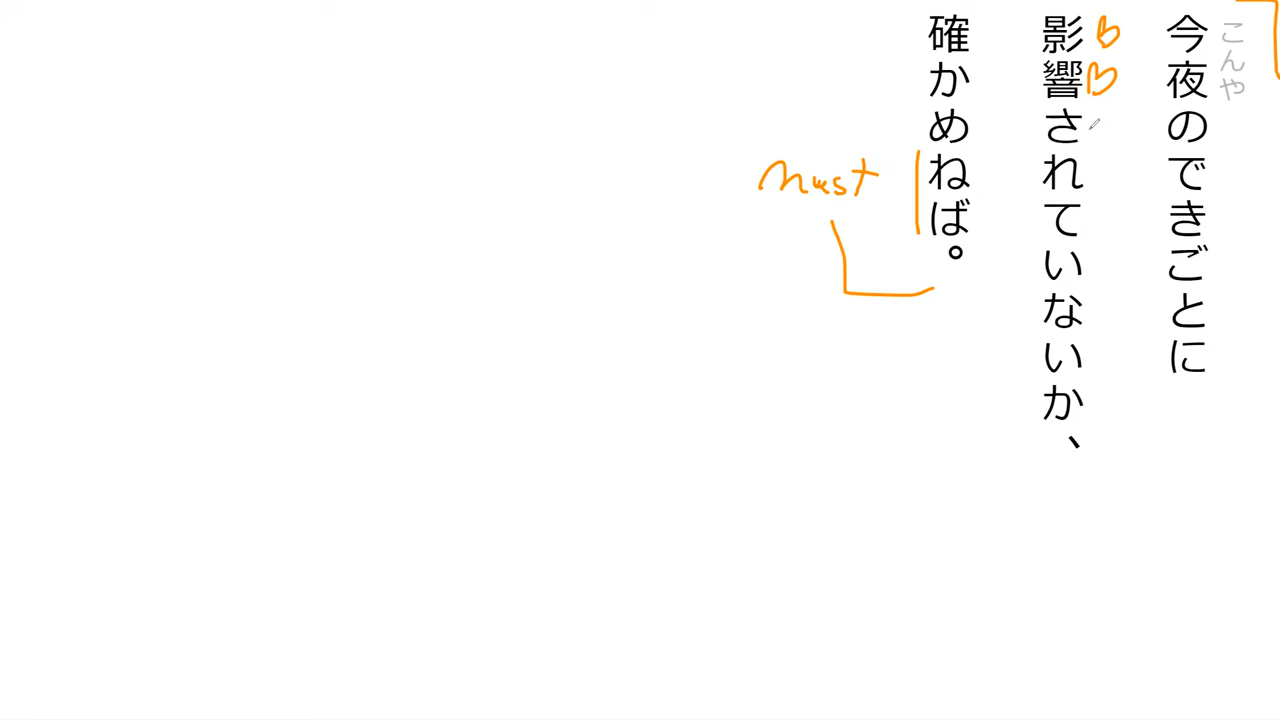 こんや
今夜のできごとに
影響されていないか、
確かめねば。
must